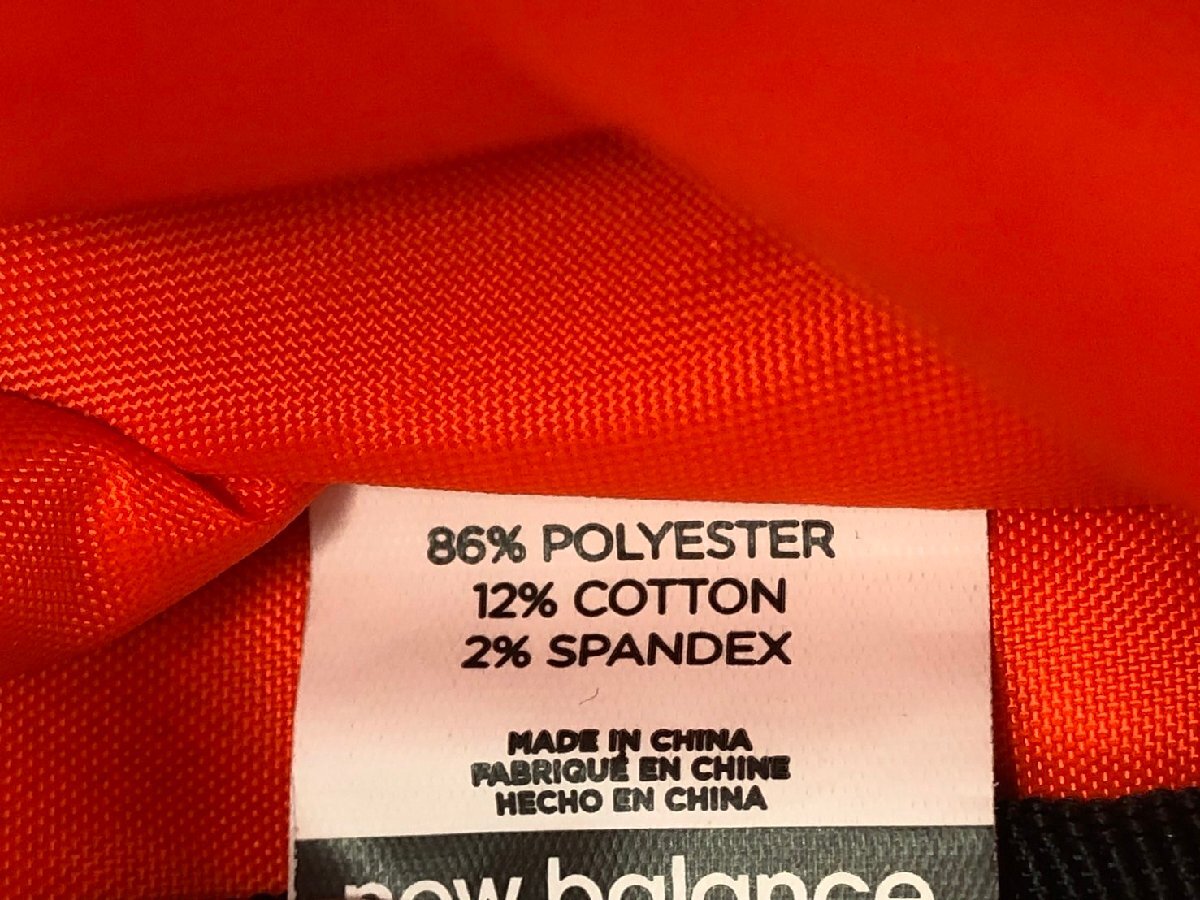 86% POLYESTER
12% COTTON
2% SPANDEX
MADE IN CHINA
FABRIQUÉ EN CHINE
HECHO EN CHINA
new balance